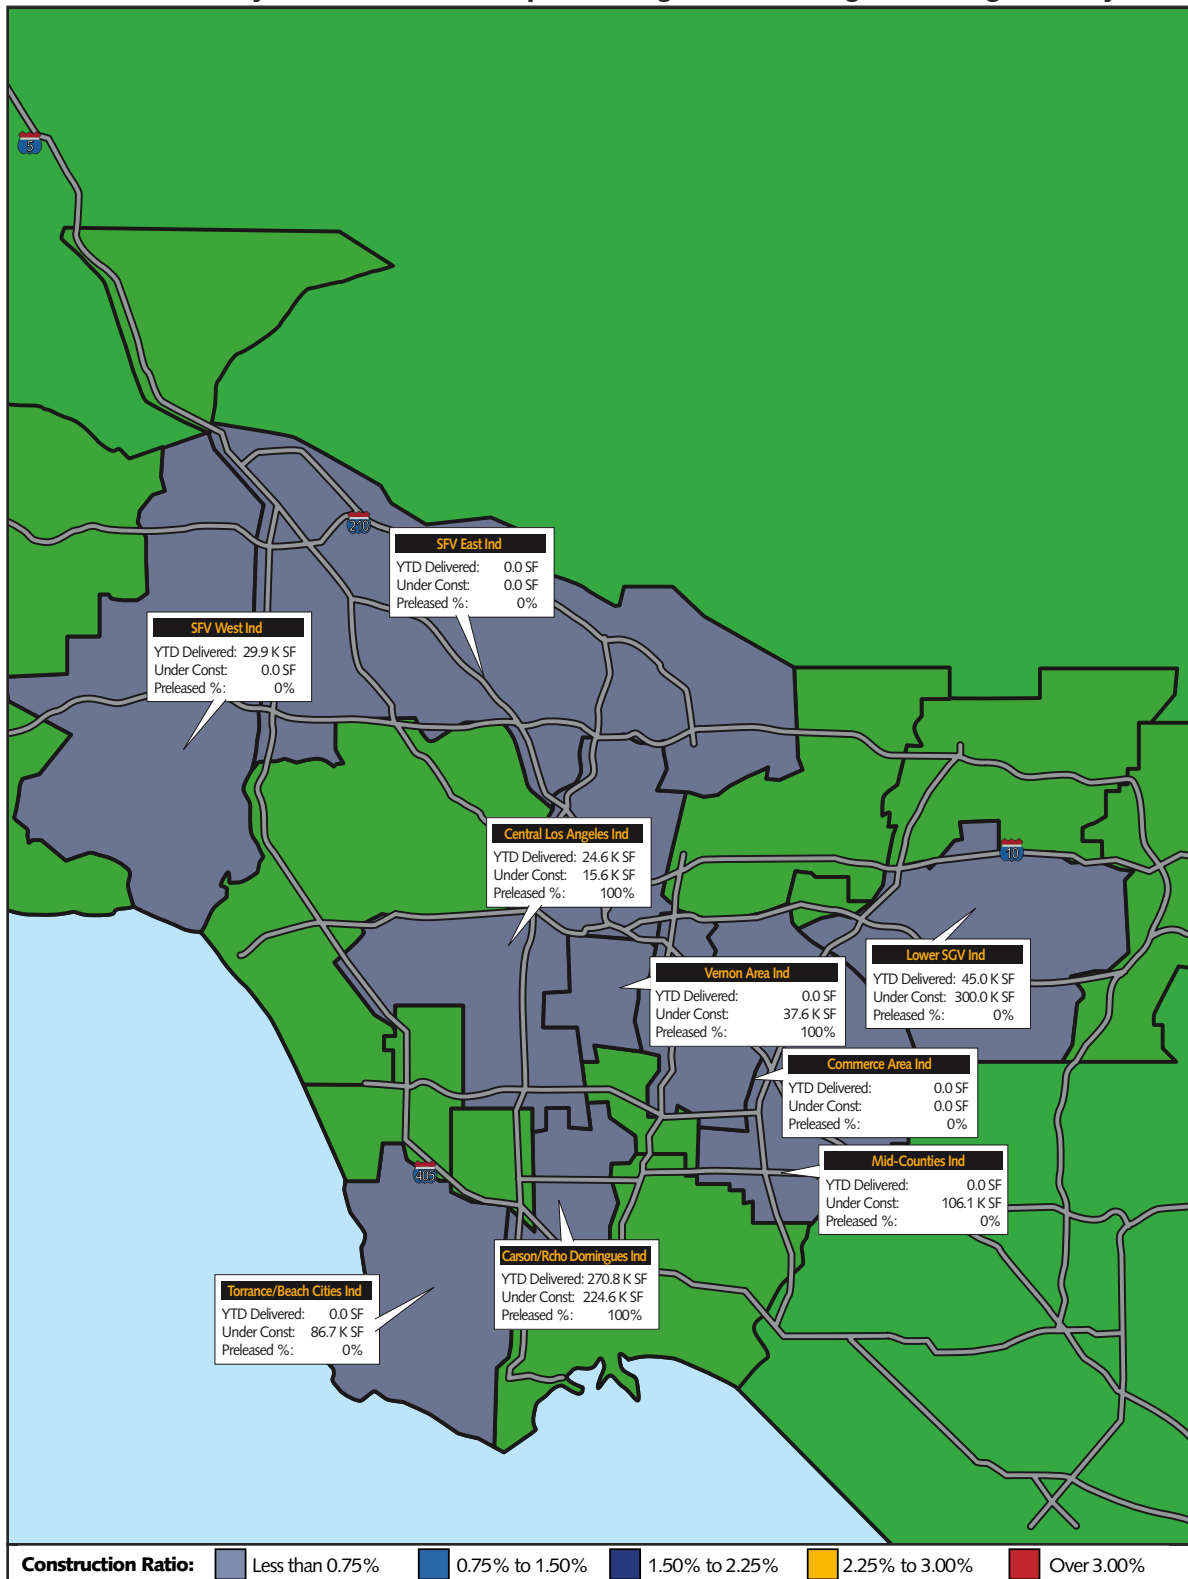 5
210
SFV East Ind
YTD Delivered: 0.0 SF
Under Const: 0.0 SF
Preleased %: 0%
SFV West Ind
YTD Delivered: 29.9 K SF
Under Const: 0.0 SF
Preleased %: 0%
Central Los Angeles Ind
YTD Delivered: 24.6 K SF
Under Const: 15.6 K SF
Preleased %: 100%
10
Lower SGV Ind
YTD Delivered: 45.0 K SF
Under Const: 300.0 K SF
Preleased %: 0%
Vernon Area Ind
YTD Delivered: 0.0 SF
Under Const: 37.6 K SF
Preleased %: 100%
Commerce Area Ind
YTD Delivered: 0.0 SF
Under Const: 0.0 SF
Preleased %: 0%
Mid-Counties Ind
YTD Delivered: 0.0 SF
Under Const: 106.1 K SF
Preleased %: 0%
405
Carson/Rcho Domingues Ind
YTD Delivered: 270.8 K SF
Under Const: 224.6 K SF
Preleased %: 100%
Torrance/Beach Cities Ind
YTD Delivered: 0.0 SF
Under Const: 86.7 K SF
Preleased %: 0%
Construction Ratio: Less than 0.75% 0.75% to 1.50% 1.50% to 2.25% 2.25% to 3.00% Over 3.00%